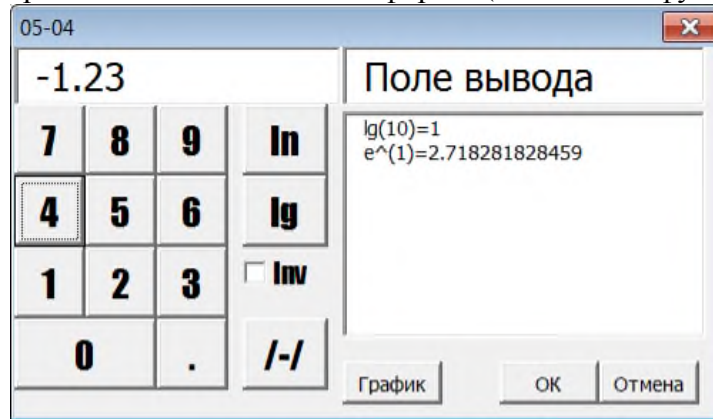 05-04
-1.23
Поле вывода
7 8 9 ln
4 5 6 lg
1 2 3 Inv
0 . /-/
lg(10)=1
e^(1)=2.718281828459
График ОК Отмена